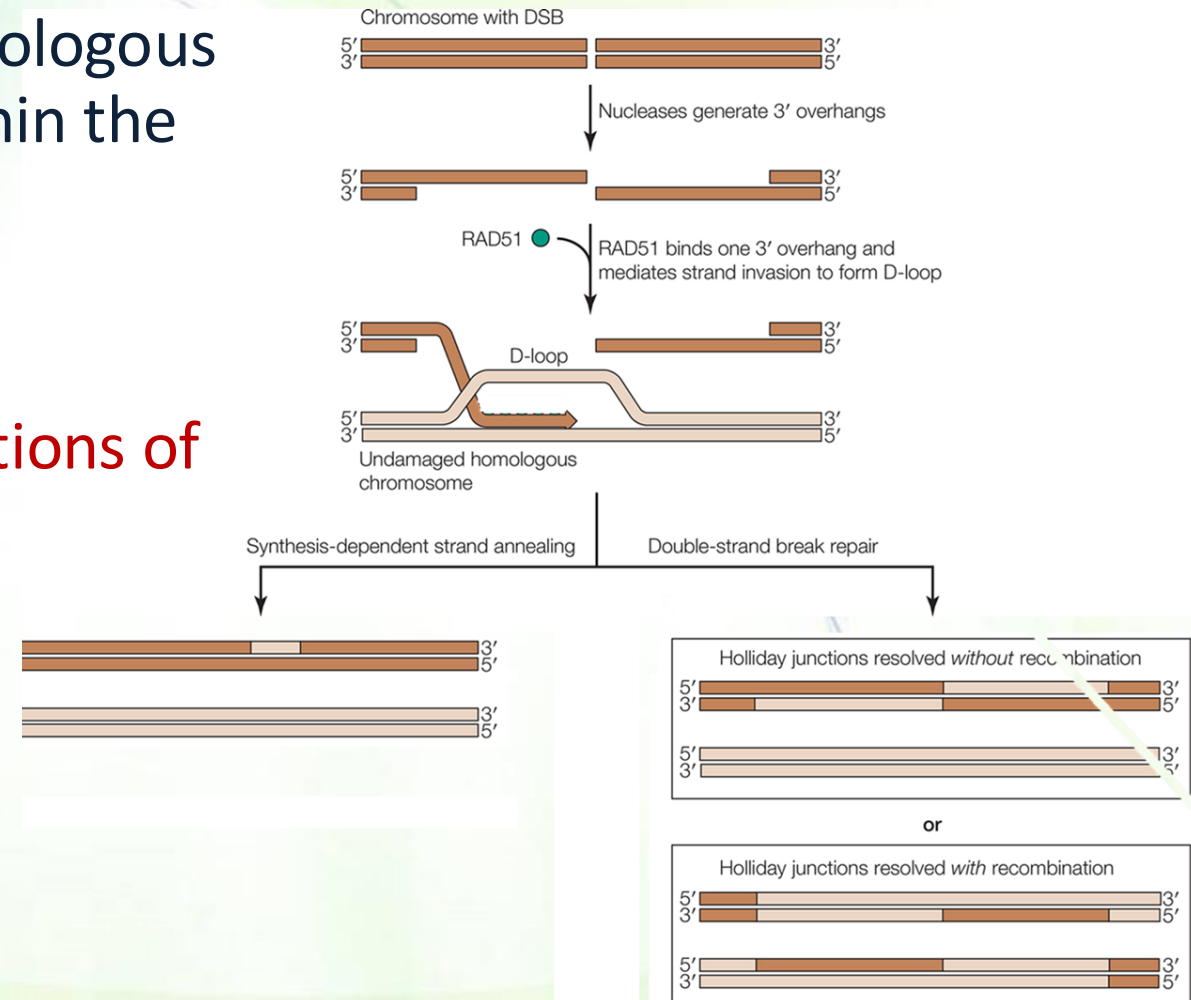 ologous
hin the
tions of
Chromosome with DSB
5′ 3′
3′ 5′
Nucleases generate 3′ overhangs
5′ 3′
3′ 5′
RAD51
RAD51 binds one 3′ overhang and
mediates strand invasion to form D-loop
5′ 3′
3′ 5′
D-loop
5′ 3′
3′ 5′
Undamaged homologous
chromosome
Synthesis-dependent strand annealing
Double-strand break repair
3′
5′
3′
5′
Holliday junctions resolved without recombination
5′ 3′
3′ 5′
5′ 3′
3′ 5′
or
Holliday junctions resolved with recombination
5′ 3′
3′ 5′
5′ 3′
3′ 5′